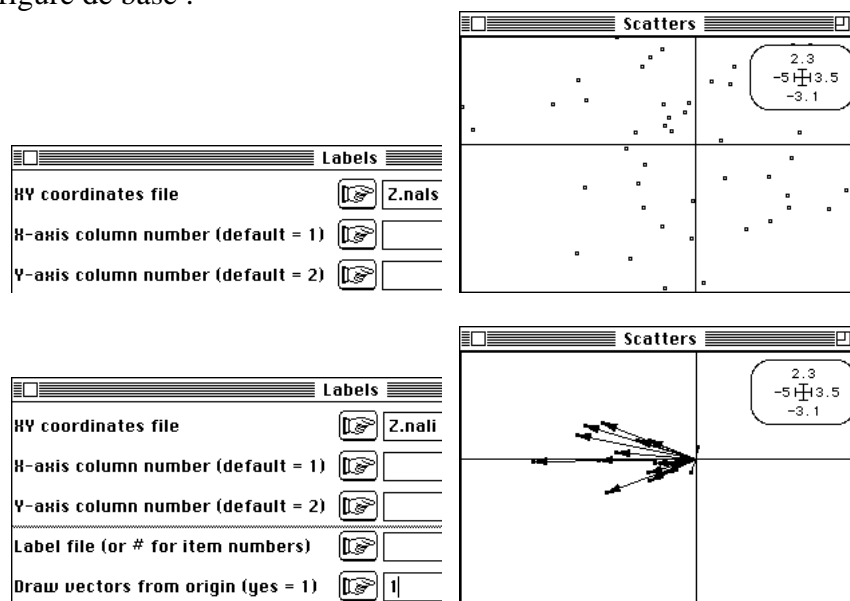 figure de base :
Scatters
2.3
-5 3.5
-3.1
Labels
XY coordinates file Z.nals
X-axis column number (default = 1)
Y-axis column number (default = 2)
Scatters
2.3
-5 3.5
-3.1
Labels
XY coordinates file Z.nali
X-axis column number (default = 1)
Y-axis column number (default = 2)
Label file (or # for item numbers)
Draw vectors from origin (yes = 1) 1